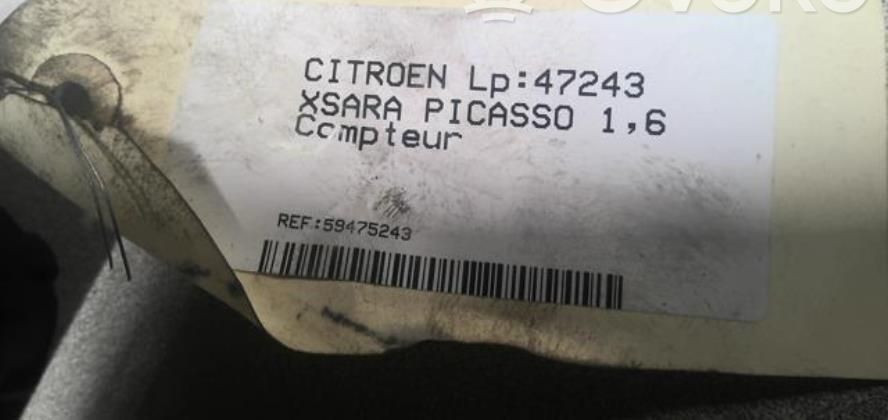 CITROEN Lp:47243
XSARA PICASSO 1,6
Compteur
REF:59475243